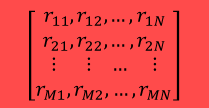 [r₁₁, r₁₂, …, r₁N
r₂₁, r₂₂, …, r₂N
⋮ ⋮ … ⋮
rM₁, rM₂, …, rMN]